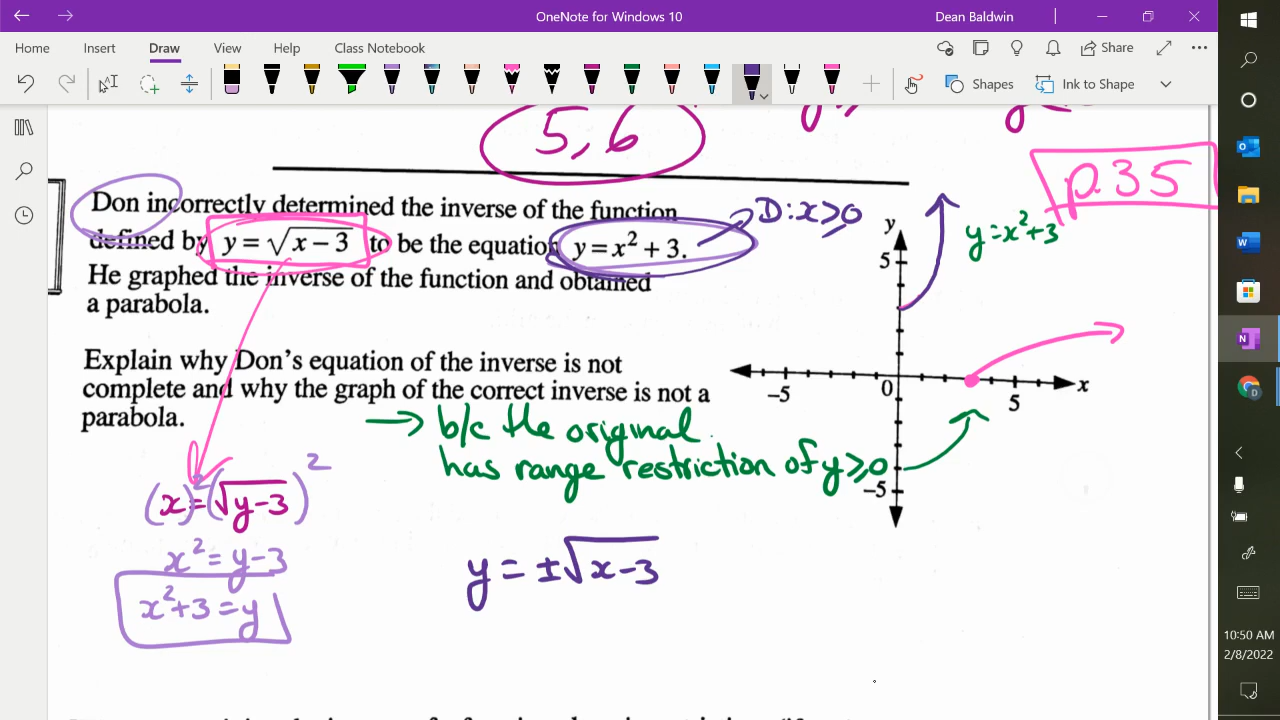 OneNote for Windows 10
Dean Baldwin
Home Insert Draw View Help Class Notebook
Share
Shapes
Ink to Shape
5, 6
p.35
Don incorrectly determined the inverse of the function
defined by y = √x − 3 to be the equation y = x² + 3.
He graphed the inverse of the function and obtained
a parabola.
D: x ≥ 0
Explain why Don's equation of the inverse is not
complete and why the graph of the correct inverse is not a
parabola.
→ b/c the original
has range restriction of y ≥ 0
(x)² = (√y−3)²
x² = y−3
x²+3 = y
y = ±√x−3
y
5
y = x²+3
−5
0
5
x
−5
10:50 AM
2/8/2022